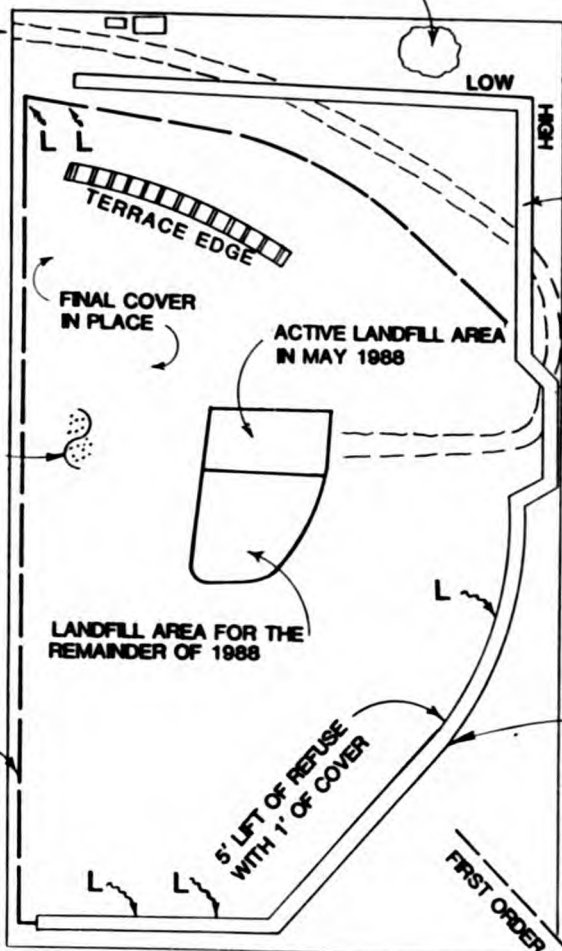 LOW
HIGH
L L
TERRACE EDGE
FINAL COVER
IN PLACE
ACTIVE LANDFILL AREA
IN MAY 1988
L
LANDFILL AREA FOR THE
REMAINDER OF 1988
5' LIFT OF REFUSE
WITH 1' OF COVER
L L
FIRST ORDER